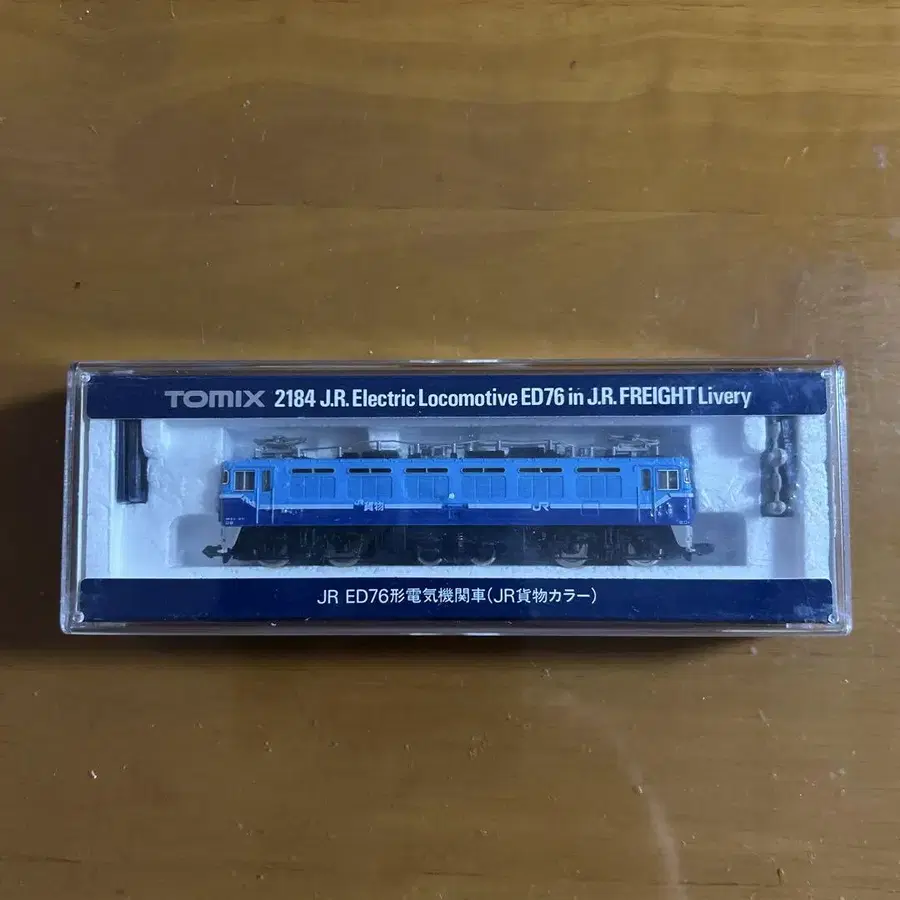 TOMIX 2184 J.R. Electric Locomotive ED76 in J.R. FREIGHT Livery
JR貨物 JR
JR ED76形電気機関車(JR貨物カラー)